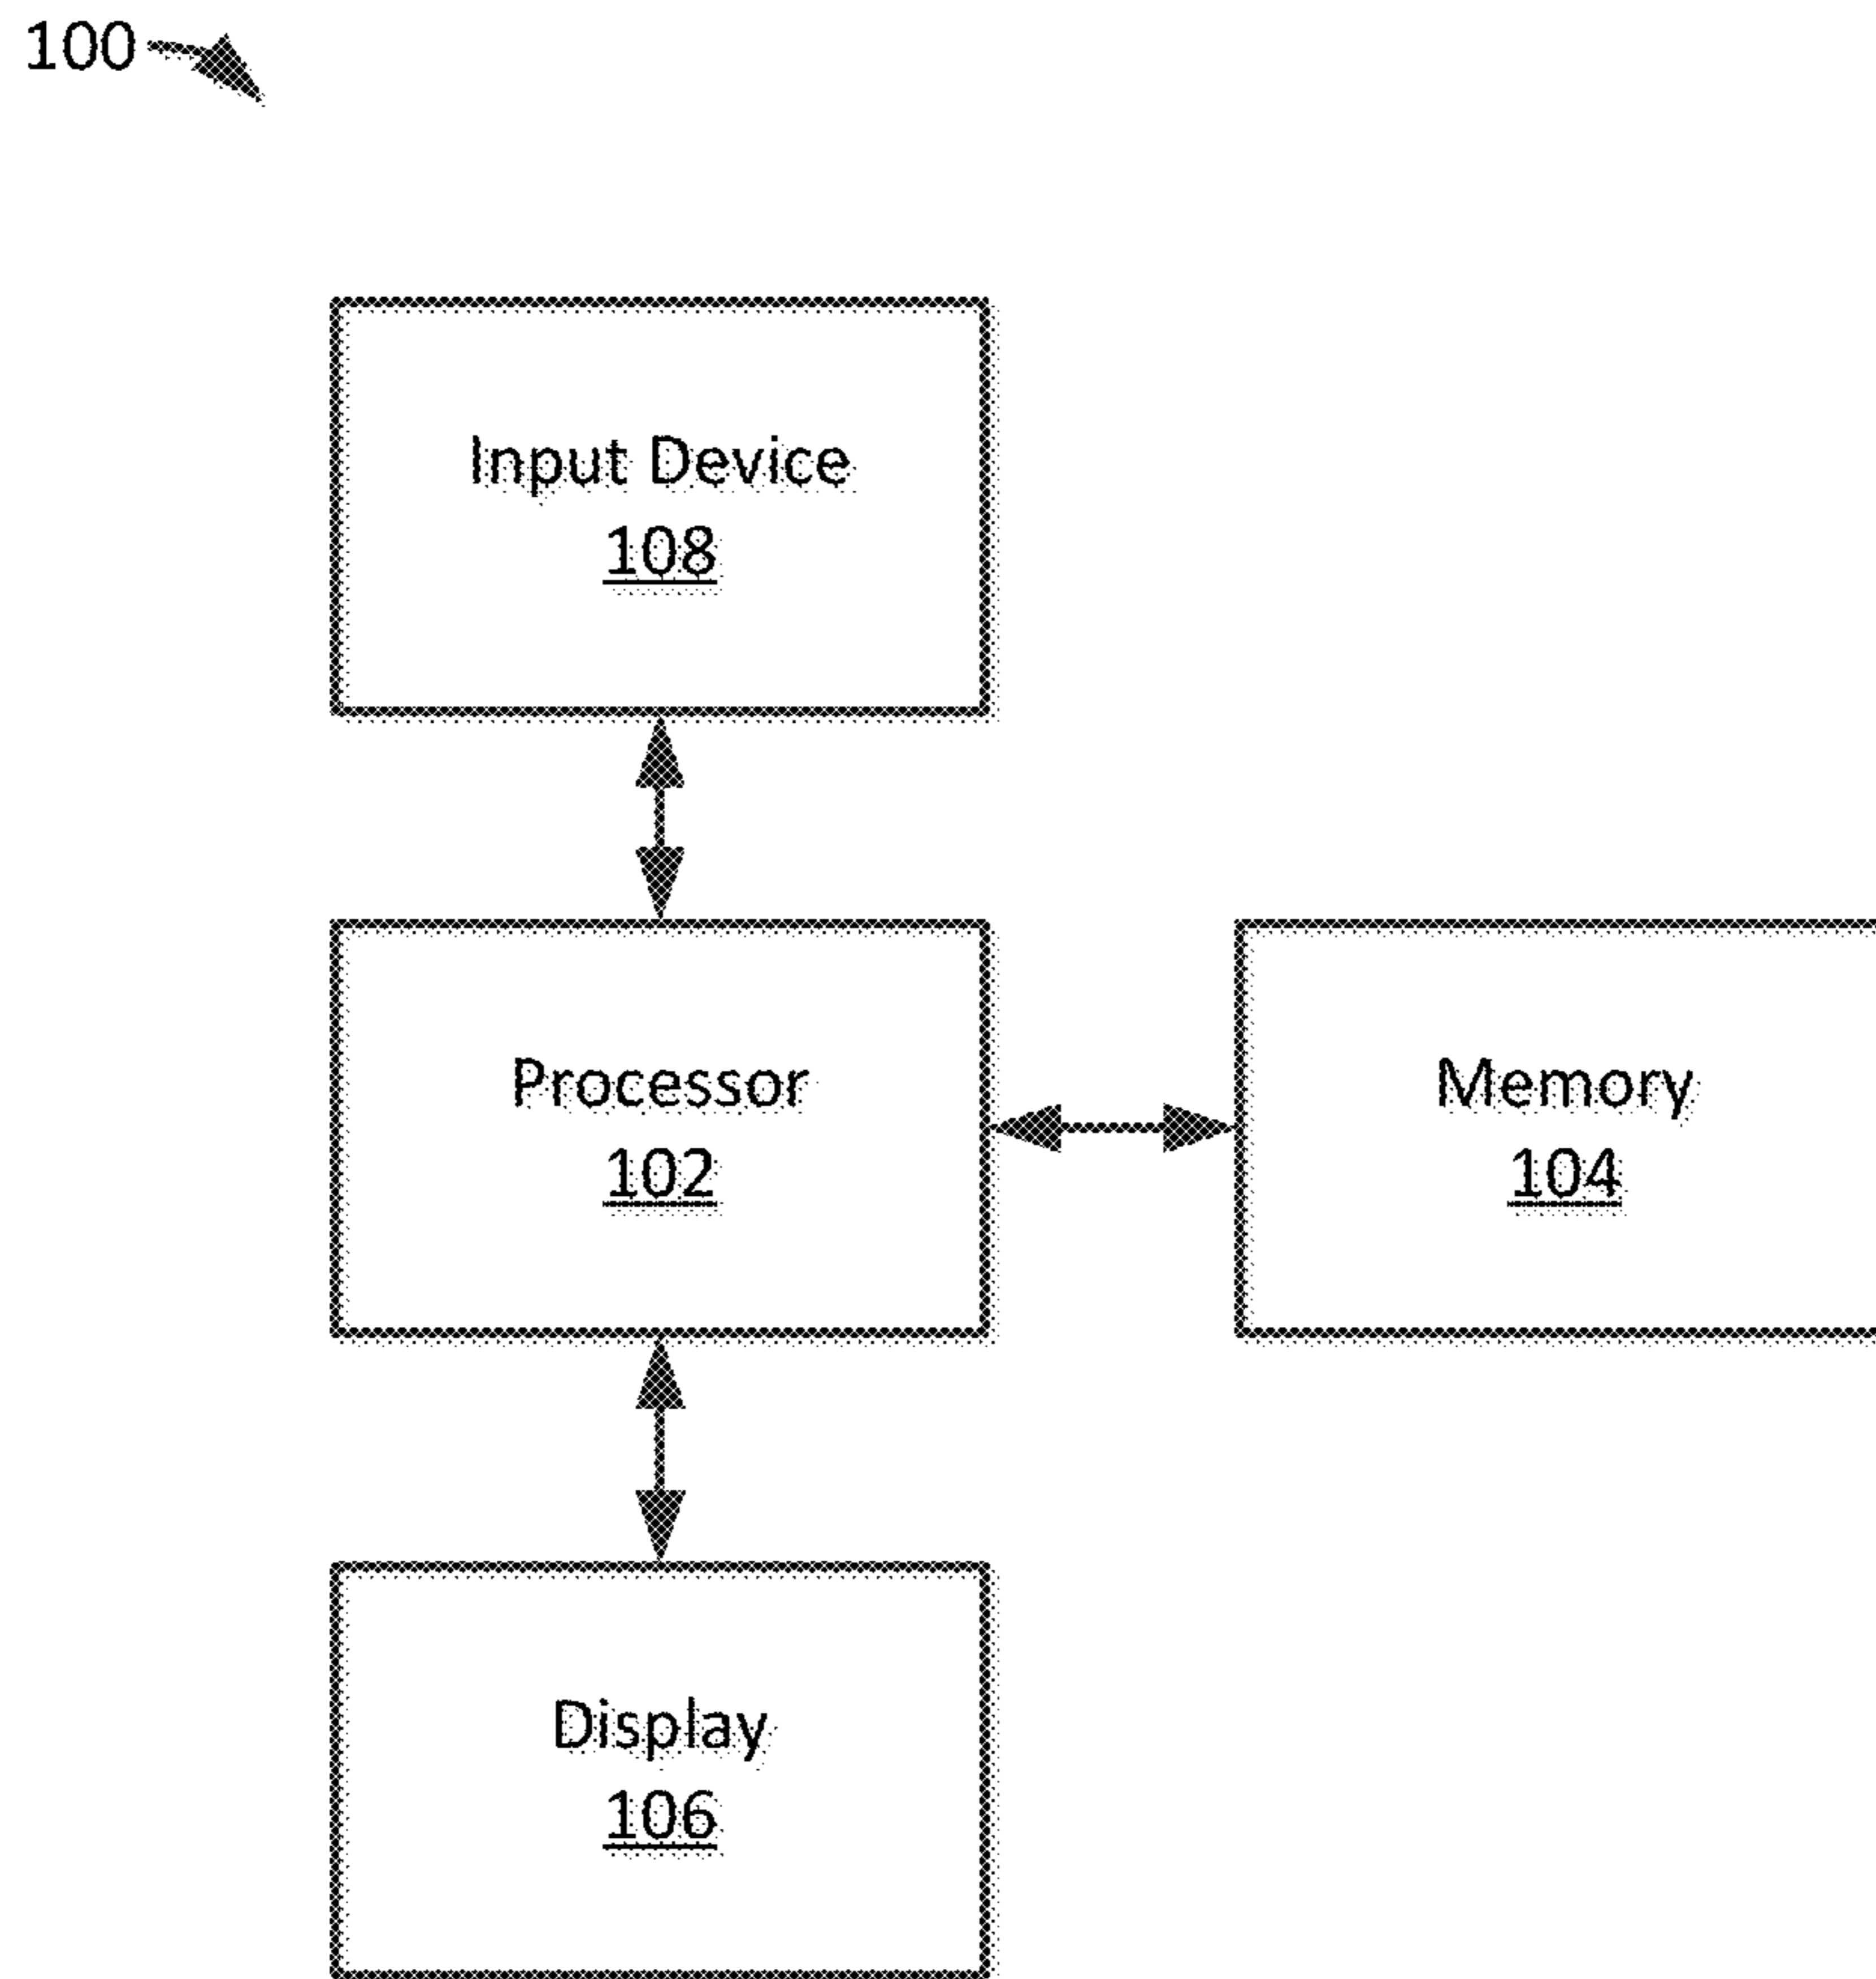 100
Input Device
108
Processor
102
Memory
104
Display
106